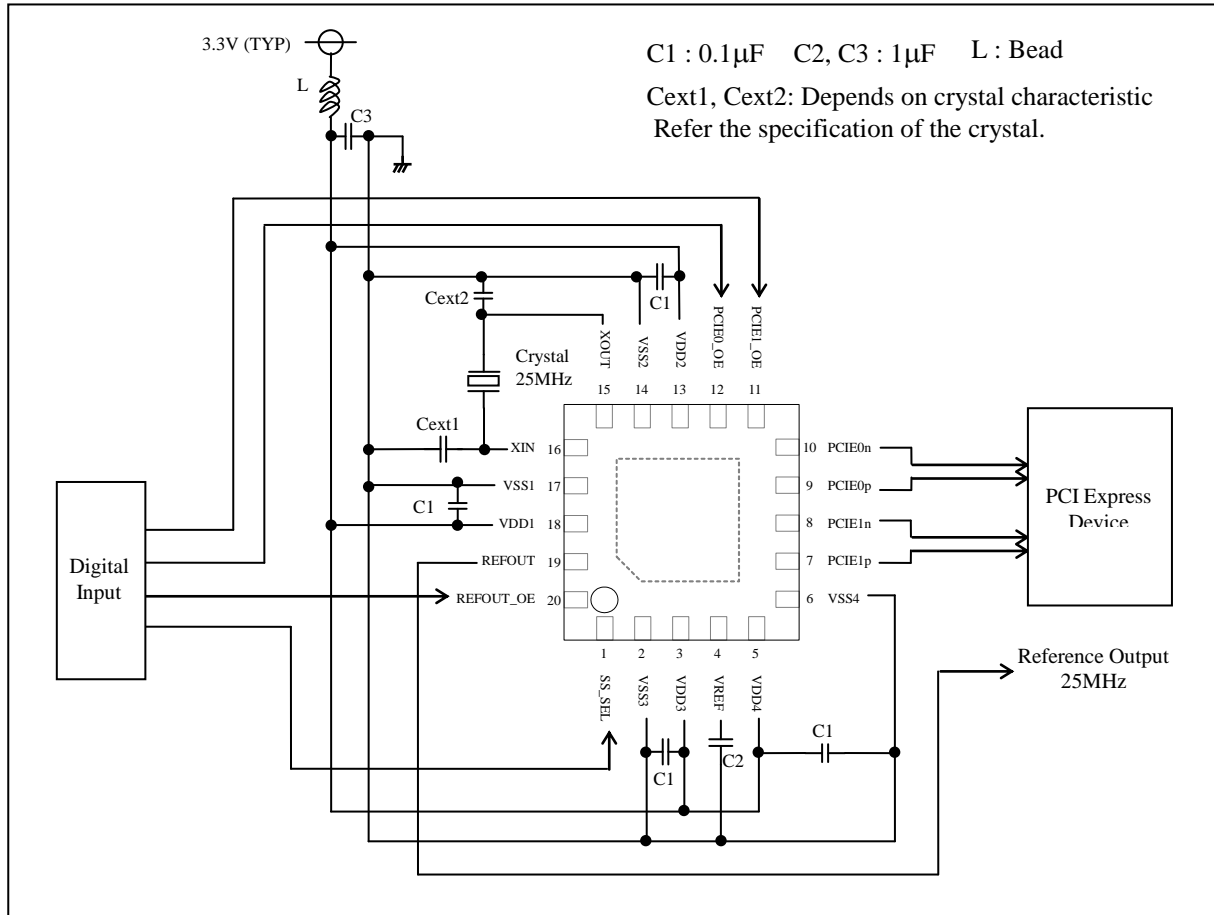 3.3V (TYP)
C1 : 0.1μF C2, C3 : 1μF L : Bead
Cext1, Cext2: Depends on crystal characteristic
Refer the specification of the crystal.
L
C3
Cext2
C1
XOUT
VSS2
VDD2
PCIE0_OE
PCIE1_OE
Crystal
25MHz
15 14 13 12 11
Cext1
XIN 16
VSS1 17
C1
VDD1 18
REFOUT 19
REFOUT_OE 20
10 PCIE0n
9 PCIE0p
8 PCIE1n
7 PCIE1p
6 VSS4
Digital
Input
PCI Express
Device
1 2 3 4 5
SS_SEL
VSS3
VDD3
VREF
VDD4
Reference Output
25MHz
C1
C2
C1